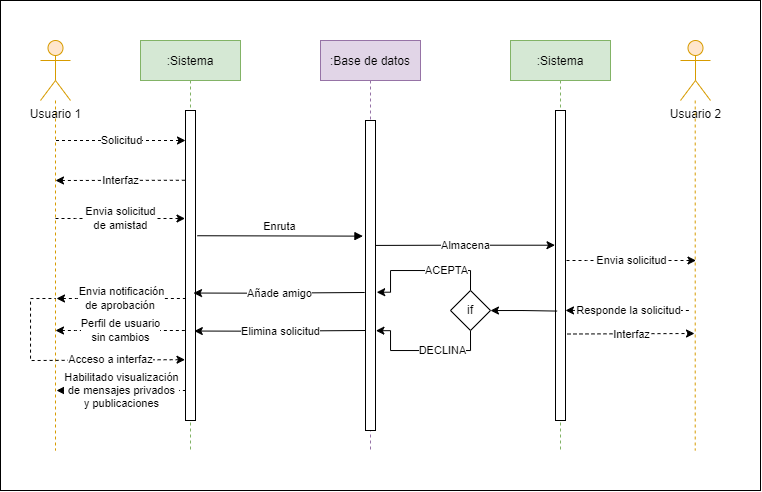 :Sistema
:Base de datos
:Sistema
Usuario 1
Usuario 2
Solicitud
Interfaz
Envia solicitud
de amistad
Enruta
Almacena
Envia solicitud
ACEPTA
Envia notificación
de aprobación
Añade amigo
if
Responde la solicitud
Perfil de usuario
sin cambios
Elimina solicitud
Interfaz
DECLINA
Acceso a interfaz
Habilitado visualización
de mensajes privados
y publicaciones